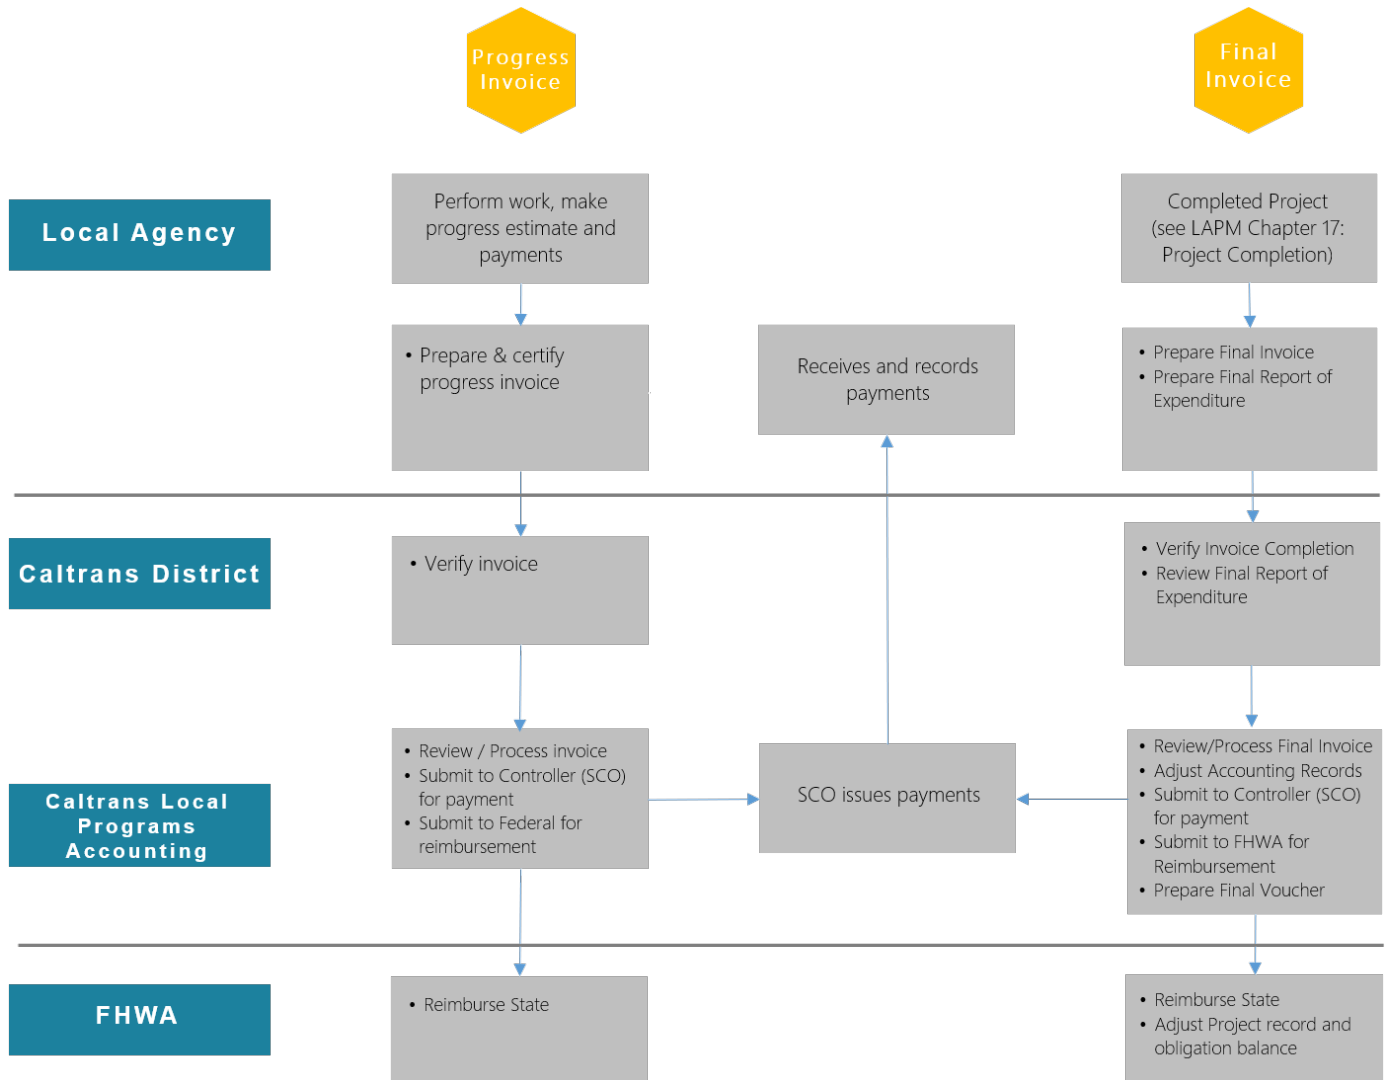 Progress
Invoice
Final
Invoice
Local Agency
Perform work, make
progress estimate and
payments
Completed Project
(see LAPM Chapter 17:
Project Completion)
• Prepare & certify
progress invoice
Receives and records
payments
• Prepare Final Invoice
• Prepare Final Report of
Expenditure
Caltrans District
• Verify invoice
• Verify Invoice Completion
• Review Final Report of
Expenditure
Caltrans Local
Programs
Accounting
• Review / Process invoice
• Submit to Controller (SCO)
for payment
• Submit to Federal for
reimbursement
SCO issues payments
• Review/Process Final Invoice
• Adjust Accounting Records
• Submit to Controller (SCO)
for payment
• Submit to FHWA for
Reimbursement
• Prepare Final Voucher
FHWA
• Reimburse State
• Reimburse State
• Adjust Project record and
obligation balance